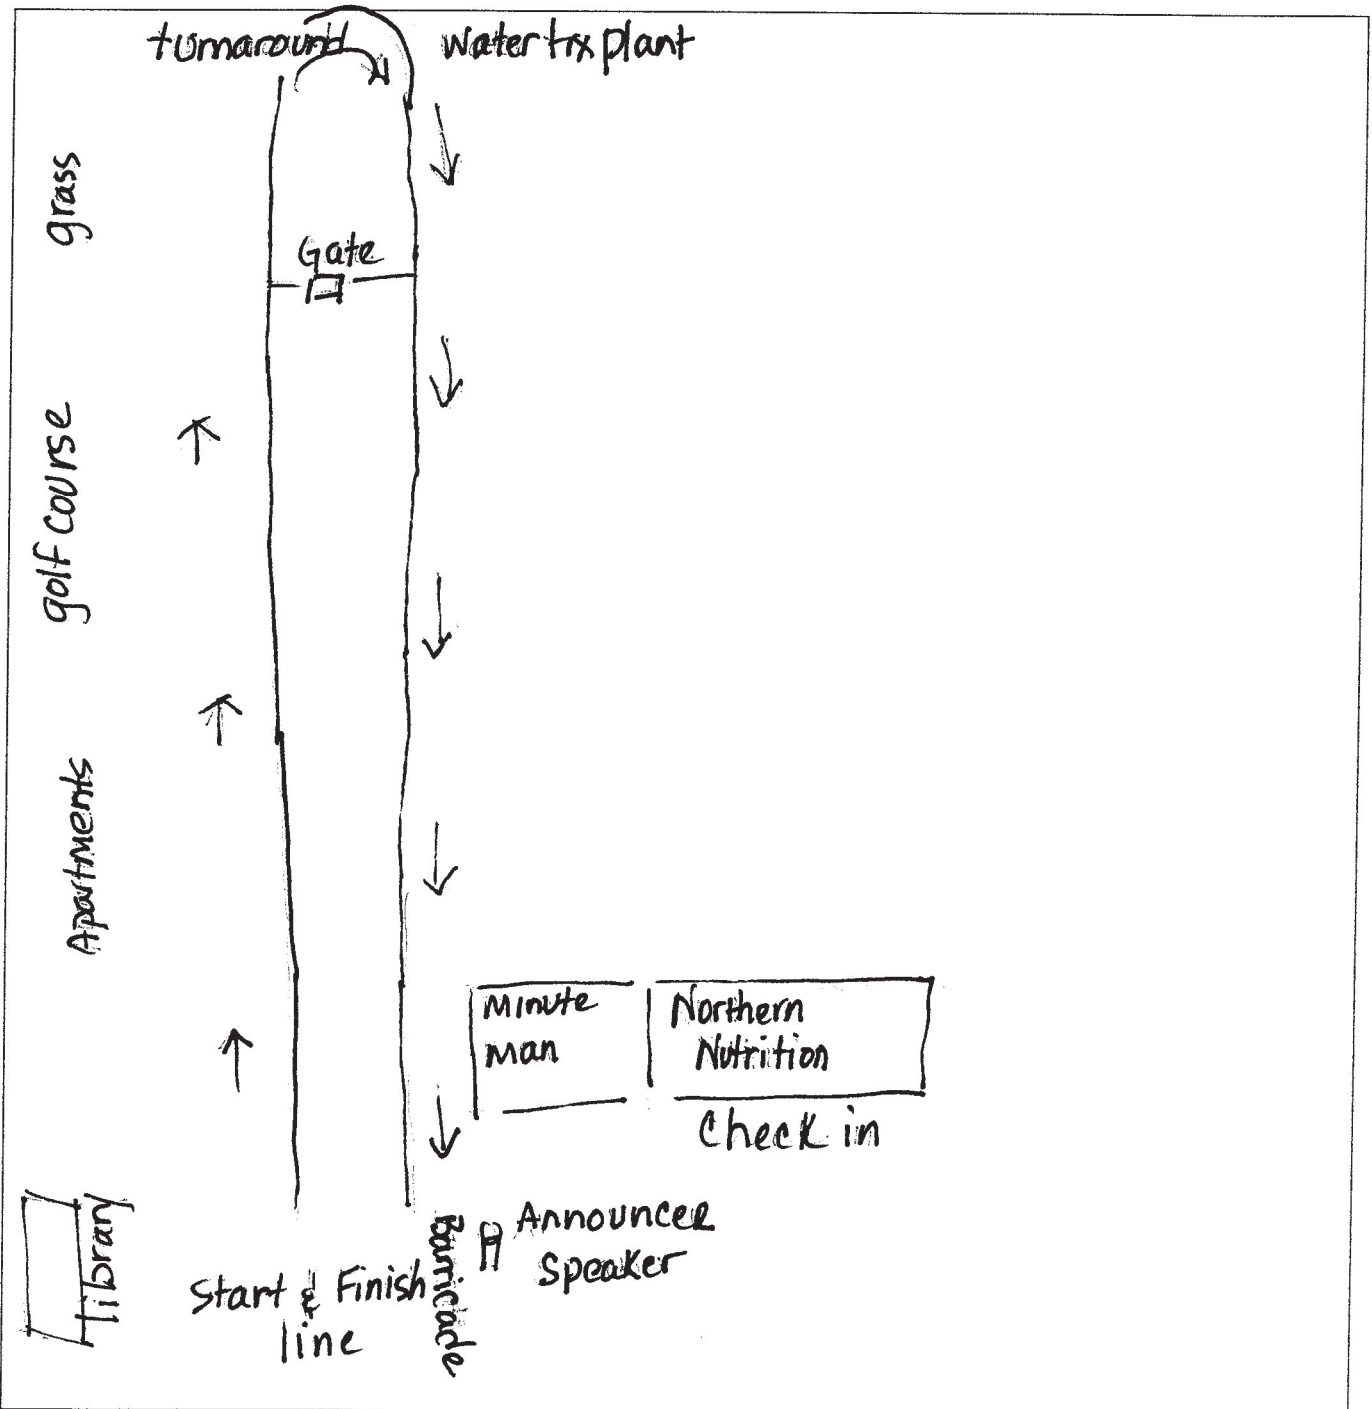 turnaround
Water trx plant
grass
Gate
golf course
Apartments
Minute
Man
Northern
Nutrition
Check in
Library
Start & Finish
line
Barricade
Announcer
Speaker